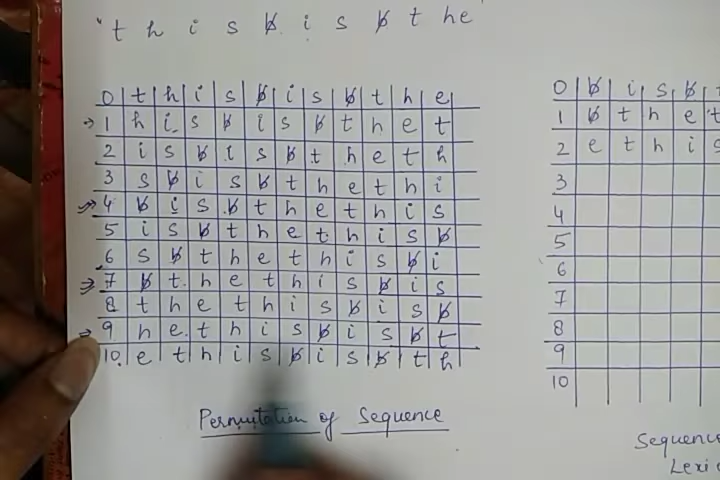 "t h i s ƀ i s ƀ t h e"
0 t h i s ƀ i s ƀ t h e
1 h i s ƀ i s ƀ t h e t
2 i s ƀ i s ƀ t h e t h
3 s ƀ i s ƀ t h e t h i
4 ƀ i s ƀ t h e t h i s
5 i s ƀ t h e t h i s ƀ
6 s ƀ t h e t h i s ƀ i
7 ƀ t h e t h i s ƀ i s
8 t h e t h i s ƀ i s ƀ
9 h e t h i s ƀ i s ƀ t
10 e t h i s ƀ i s ƀ t h
Permutation of Sequence
0 ƀ i s ƀ t
1 ƀ t h e t
2 e t h i s
3
4
5
6
7
8
9
10
Sequence
Lexi